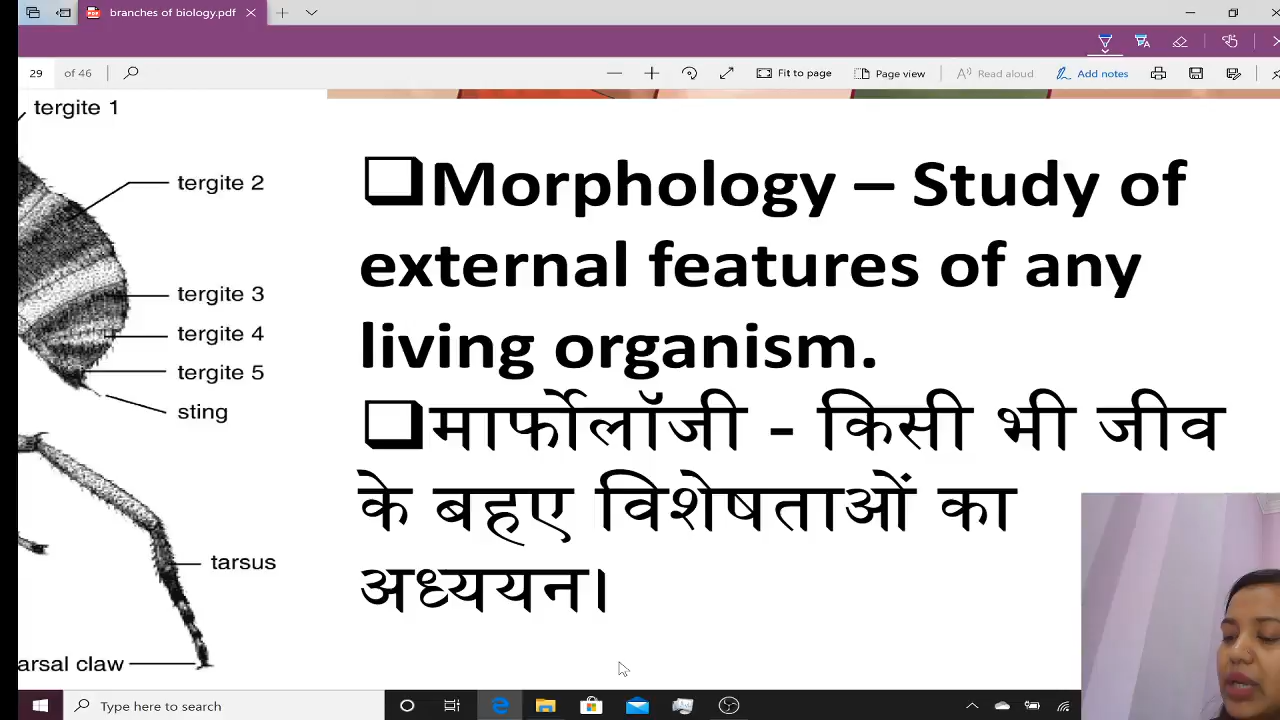 branches of biology.pdf
29 of 46
Fit to page
Page view
Read aloud
Add notes
tergite 1
tergite 2
tergite 3
tergite 4
tergite 5
sting
tarsus
arsal claw
Morphology – Study of
external features of any
living organism.
मार्फोलॉजी - किसी भी जीव
के बहए विशेषताओं का
अध्ययन।
Type here to search